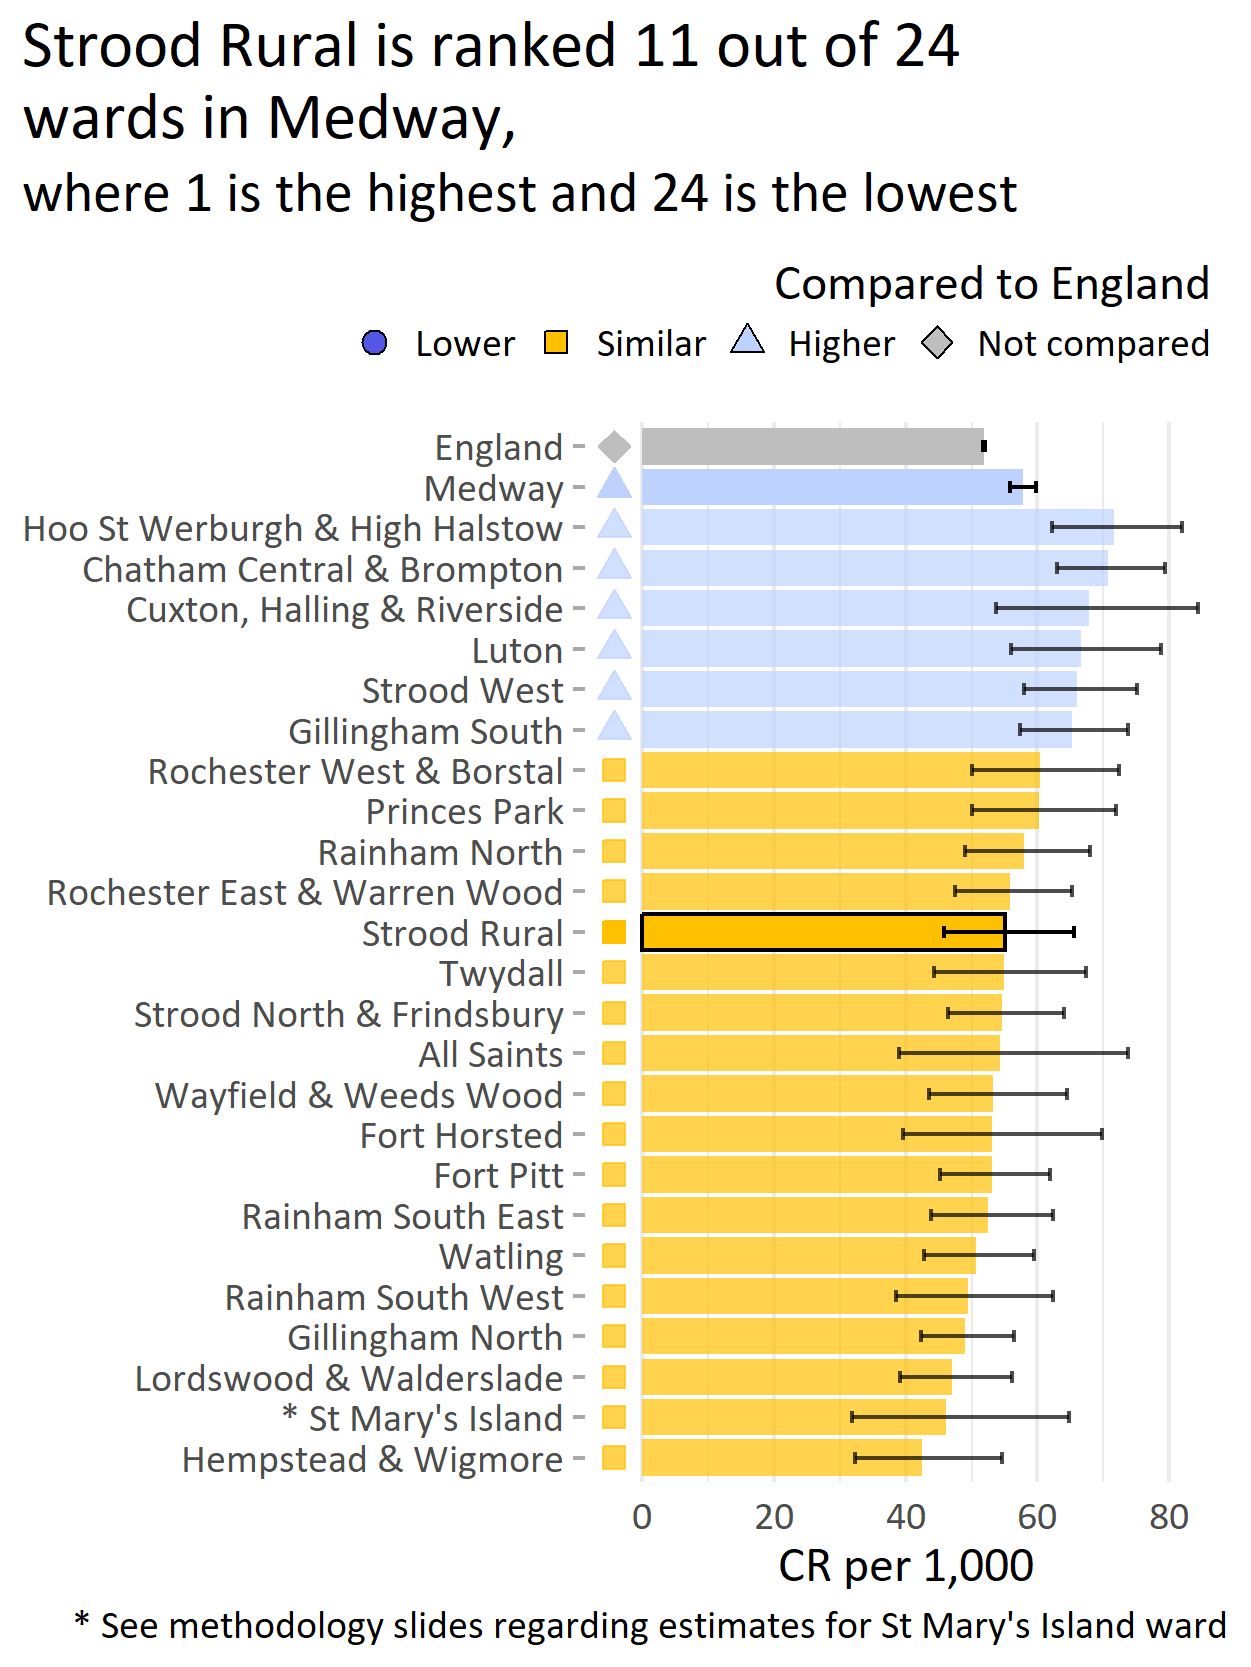 Strood Rural is ranked 11 out of 24
wards in Medway,
where 1 is the highest and 24 is the lowest
Compared to England
Lower Similar Higher Not compared
England
Medway
Hoo St Werburgh & High Halstow
Chatham Central & Brompton
Cuxton, Halling & Riverside
Luton
Strood West
Gillingham South
Rochester West & Borstal
Princes Park
Rainham North
Rochester East & Warren Wood
Strood Rural
Twydall
Strood North & Frindsbury
All Saints
Wayfield & Weeds Wood
Fort Horsted
Fort Pitt
Rainham South East
Watling
Rainham South West
Gillingham North
Lordswood & Walderslade
* St Mary's Island
Hempstead & Wigmore
0 20 40 60 80
CR per 1,000
* See methodology slides regarding estimates for St Mary's Island ward